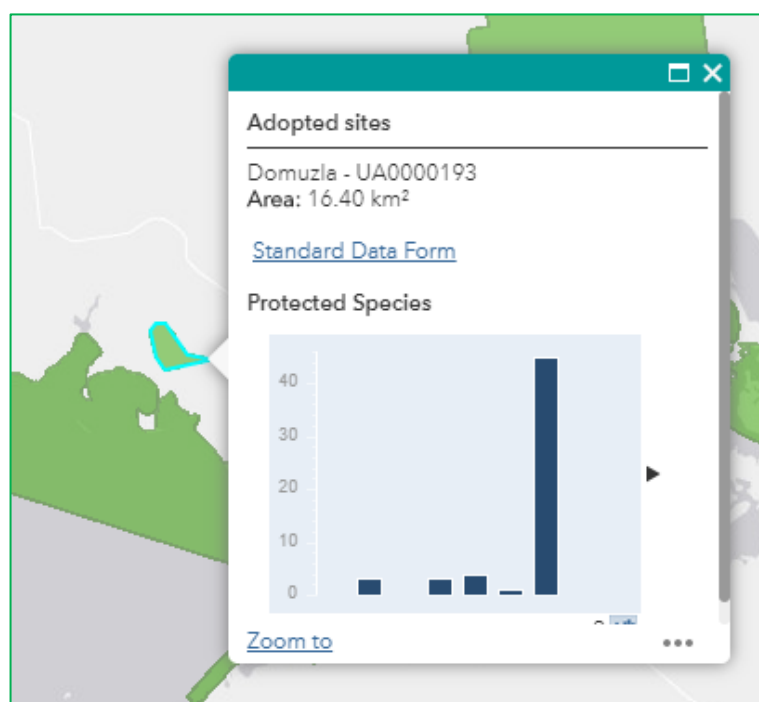 Adopted sites
Domuzla - UA0000193
Area: 16.40 km²
Standard Data Form
Protected Species
40
30
20
10
0
Zoom to